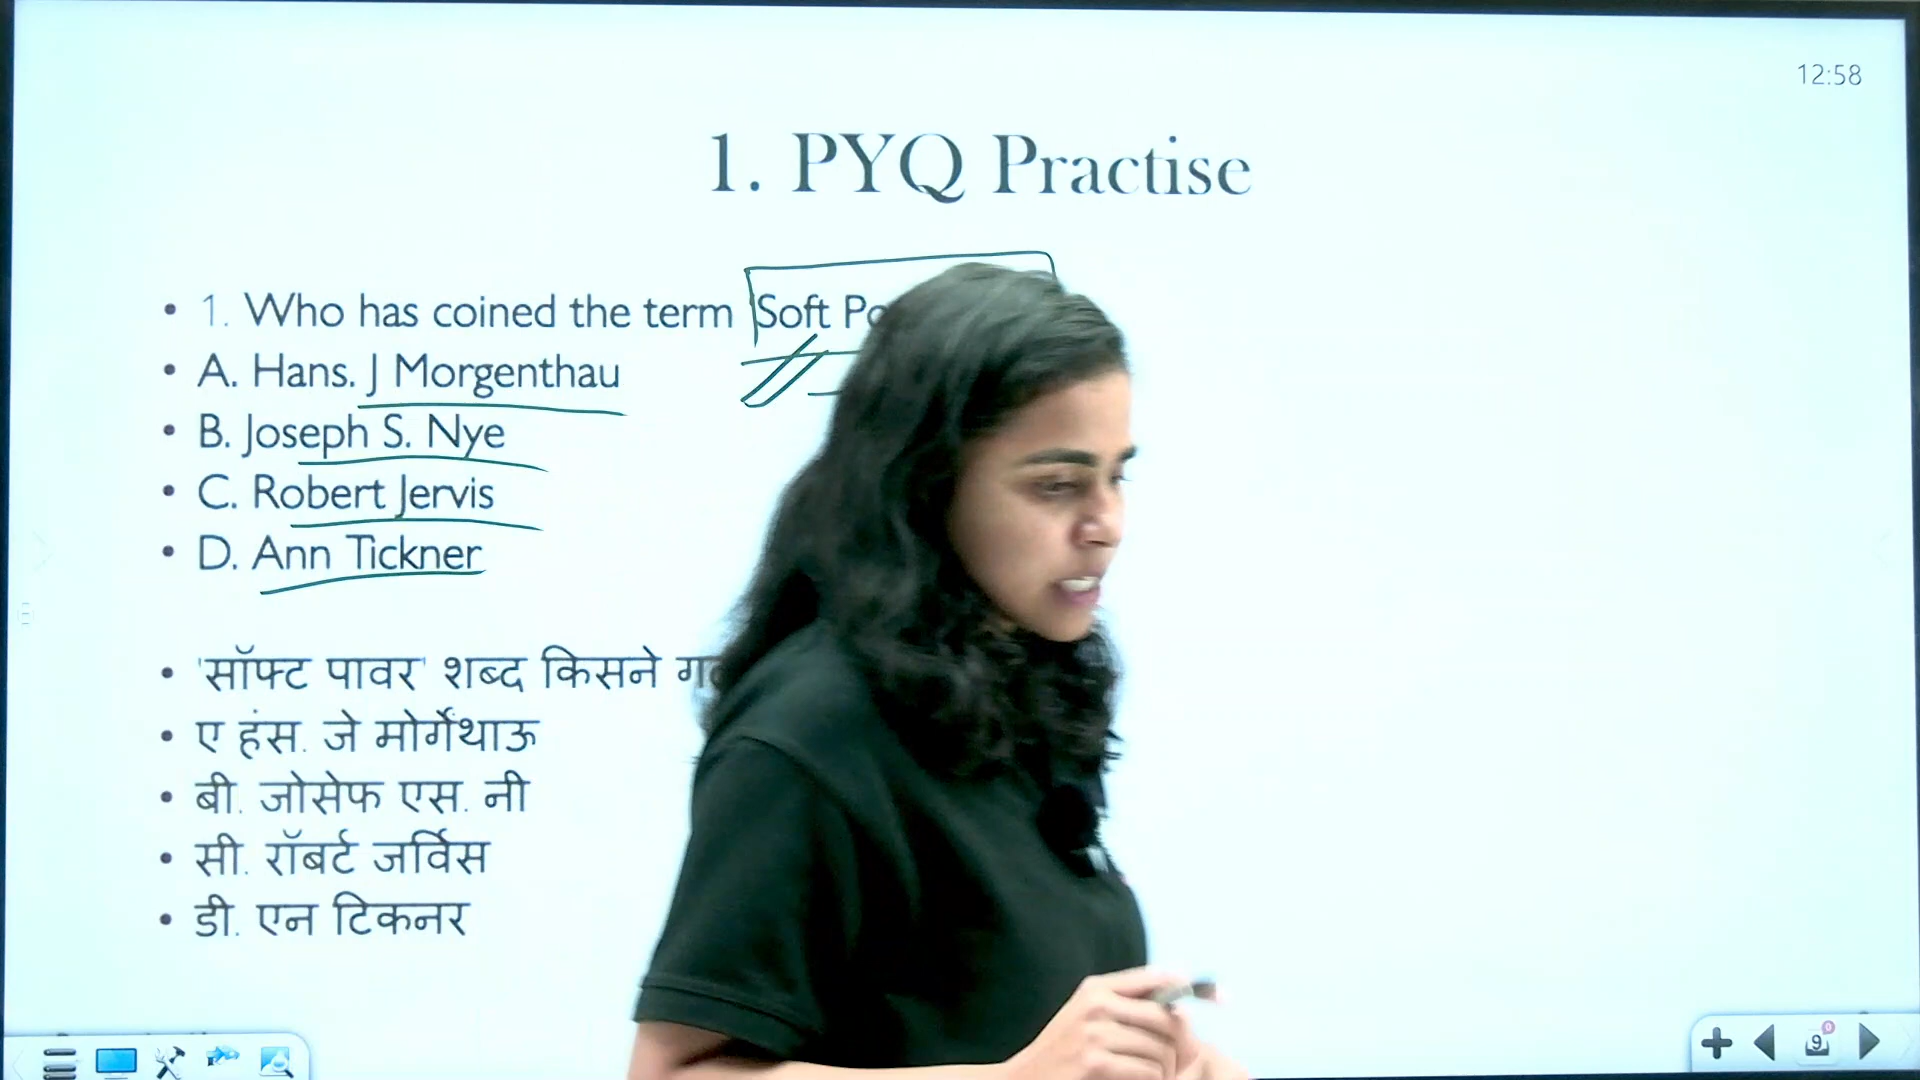 12:58
1. PYQ Practise
• 1. Who has coined the term Soft
• A. Hans. J Morgenthau
• B. Joseph S. Nye
• C. Robert Jervis
• D. Ann Tickner
• 'सॉफ्ट पावर' शब्द किसने
• ए हंस. जे मोर्गेंथाऊ
• बी. जोसेफ एस. नी
• सी. रॉबर्ट जर्विस
• डी. एन टिकनर
9